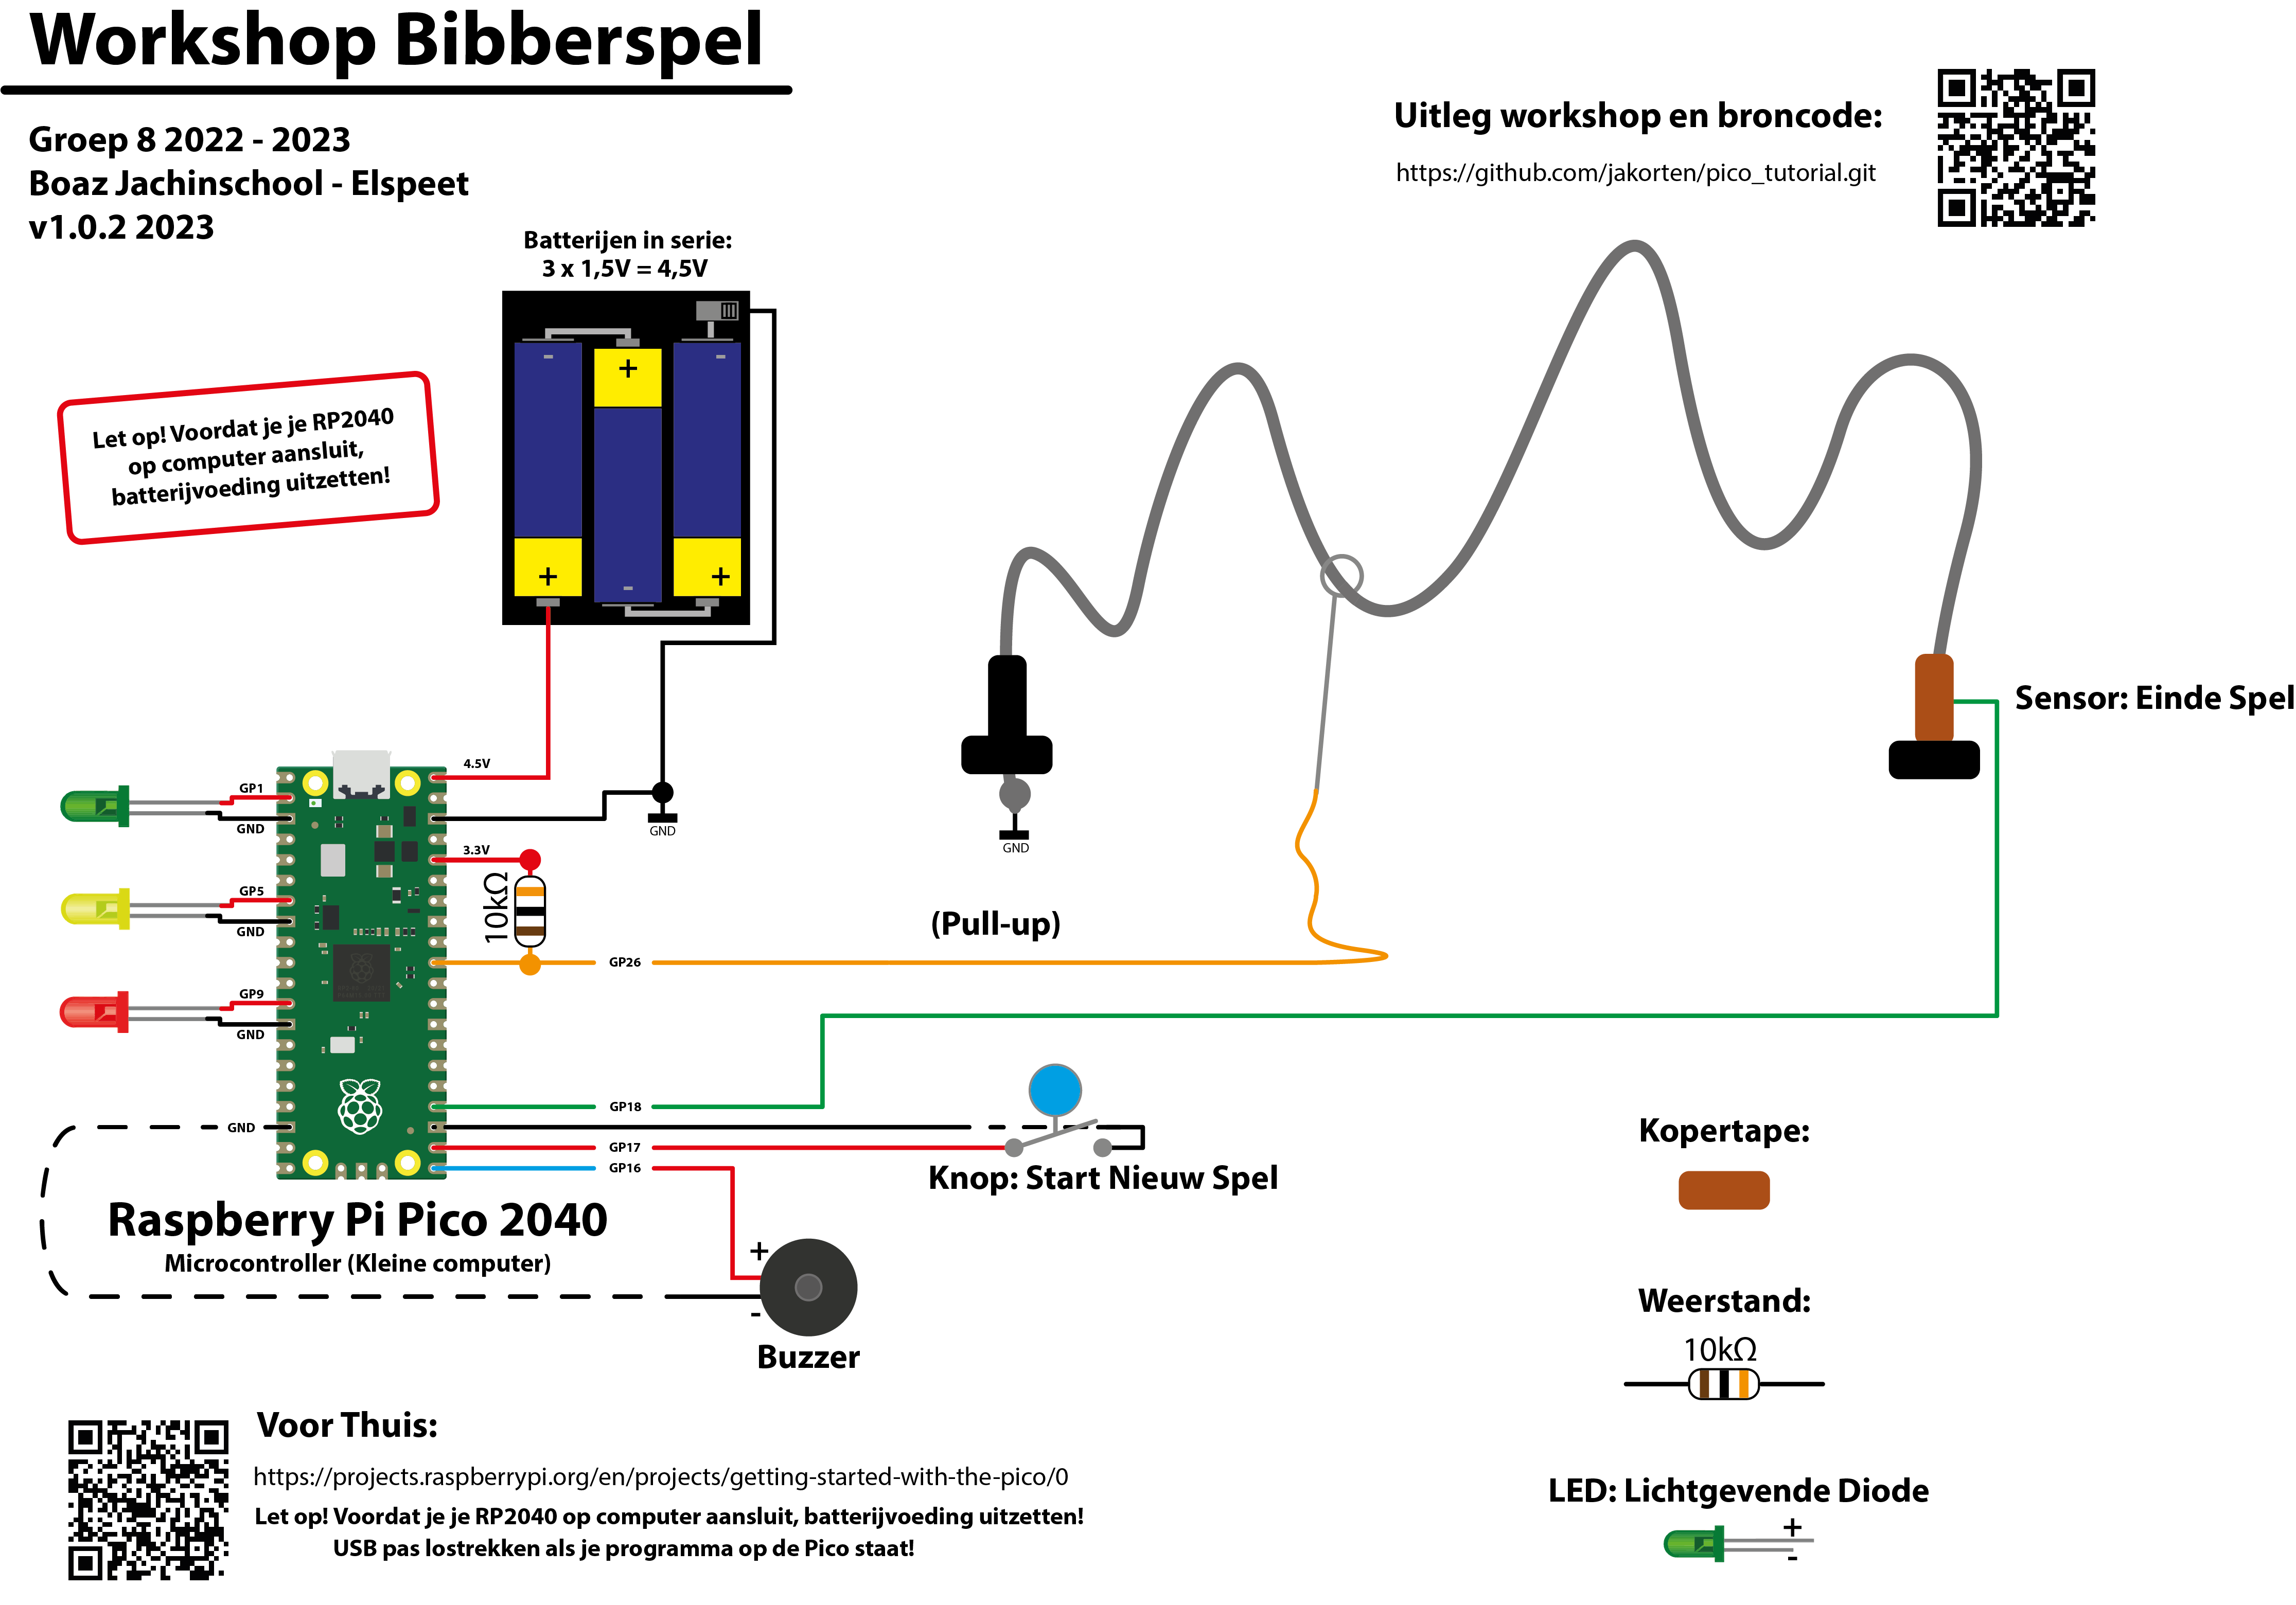 Workshop Bibberspel
Groep 8 2022 - 2023
Boaz Jachinschool - Elspeet
v1.0.2 2023
Uitleg workshop en broncode:
https://github.com/jakorten/pico_tutorial.git
Batterijen in serie:
3 x 1,5V = 4,5V
- + -
+ - +
Let op! Voordat je je RP2040
op computer aansluit,
batterijvoeding uitzetten!
Sensor: Einde Spel
4.5V
GP1
GND
GND
GND
3.3V
10kΩ
GP5
GND
(Pull-up)
GP26
GP9
GND
GP18
GND
GP17
GP16
Knop: Start Nieuw Spel
Raspberry Pi Pico 2040
Microcontroller (Kleine computer)
+
-
Buzzer
Kopertape:
Weerstand:
10kΩ
LED: Lichtgevende Diode
+
-
Voor Thuis:
https://projects.raspberrypi.org/en/projects/getting-started-with-the-pico/0
Let op! Voordat je je RP2040 op computer aansluit, batterijvoeding uitzetten!
USB pas lostrekken als je programma op de Pico staat!